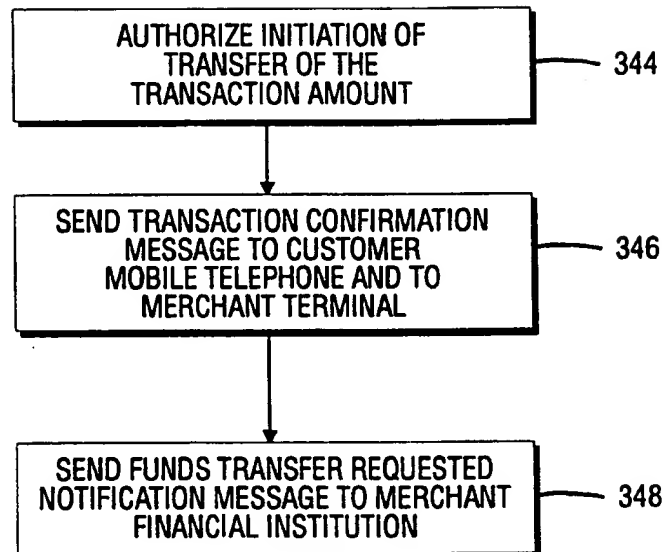 AUTHORIZE INITIATION OF
TRANSFER OF THE
TRANSACTION AMOUNT
344
SEND TRANSACTION CONFIRMATION
MESSAGE TO CUSTOMER
MOBILE TELEPHONE AND TO
MERCHANT TERMINAL
346
SEND FUNDS TRANSFER REQUESTED
NOTIFICATION MESSAGE TO MERCHANT
FINANCIAL INSTITUTION
348